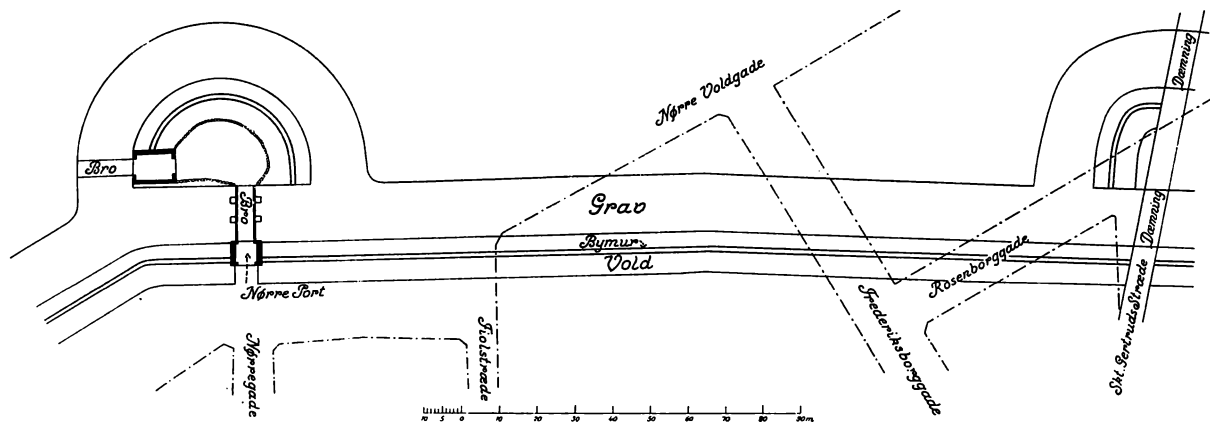 Dæmning
Nørre Voldgade
Bro
Bro
Grav
Dæmning
Bymur
Vold
Rosenborggade
Nørre Port
Skt. Gertruds Stræde
Nørregade
Fiolstræde
Frederiksborggade
10 5 0 10 20 30 40 50 60 70 80 90 m